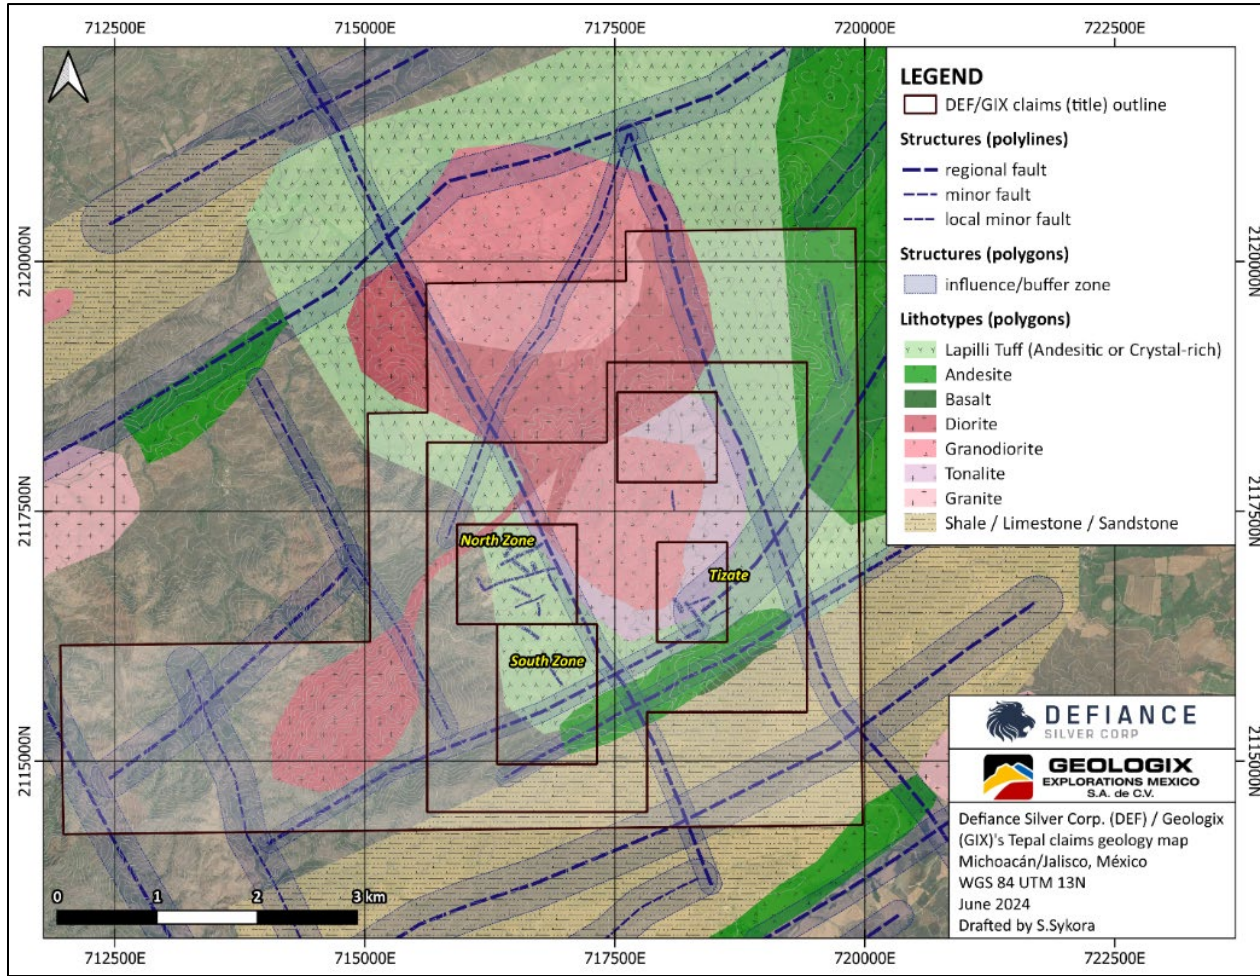 712500E 715000E 717500E 720000E 722500E
LEGEND
DEF/GIX claims (title) outline
Structures (polylines)
regional fault
minor fault
local minor fault
Structures (polygons)
influence/buffer zone
Lithotypes (polygons)
Lapilli Tuff (Andesitic or Crystal-rich)
Andesite
Basalt
Diorite
Granodiorite
Tonalite
Granite
Shale / Limestone / Sandstone
2120000N 2120000N
2117500N 2117500N
North Zone
Tizate
South Zone
2115000N 2115000N
DEFIANCE
SILVER CORP
GEOLOGIX
EXPLORATIONS MEXICO
S.A. de C.V.
Defiance Silver Corp. (DEF) / Geologix
(GIX)'s Tepal claims geology map
Michoacán/Jalisco, México
WGS 84 UTM 13N
June 2024
Drafted by S.Sykora
0 1 2 3 km
712500E 715000E 717500E 720000E 722500E